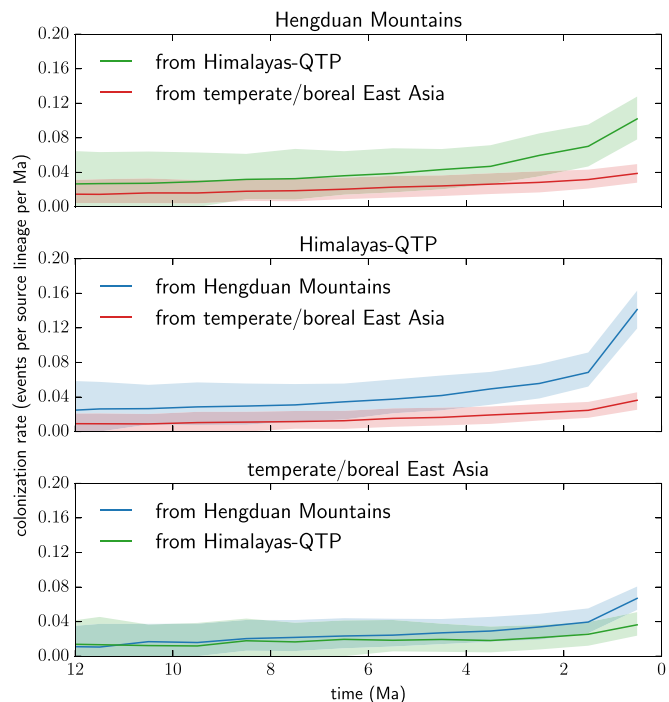 Hengduan Mountains
0.20
0.16
0.12
0.08
0.04
0.00
from Himalayas-QTP
from temperate/boreal East Asia
Himalayas-QTP
0.20
0.16
0.12
0.08
0.04
0.00
from Hengduan Mountains
from temperate/boreal East Asia
colonization rate (events per source lineage per Ma)
temperate/boreal East Asia
0.20
0.16
0.12
0.08
0.04
0.00
from Hengduan Mountains
from Himalayas-QTP
12 10 8 6 4 2 0
time (Ma)